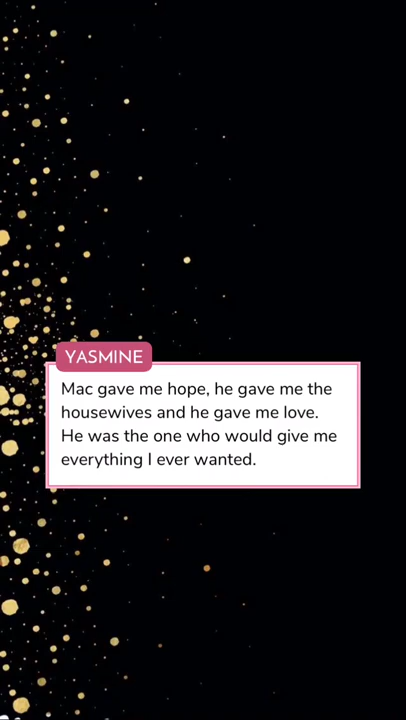 YASMINE
Mac gave me hope, he gave me the
housewives and he gave me love.
He was the one who would give me
everything I ever wanted.